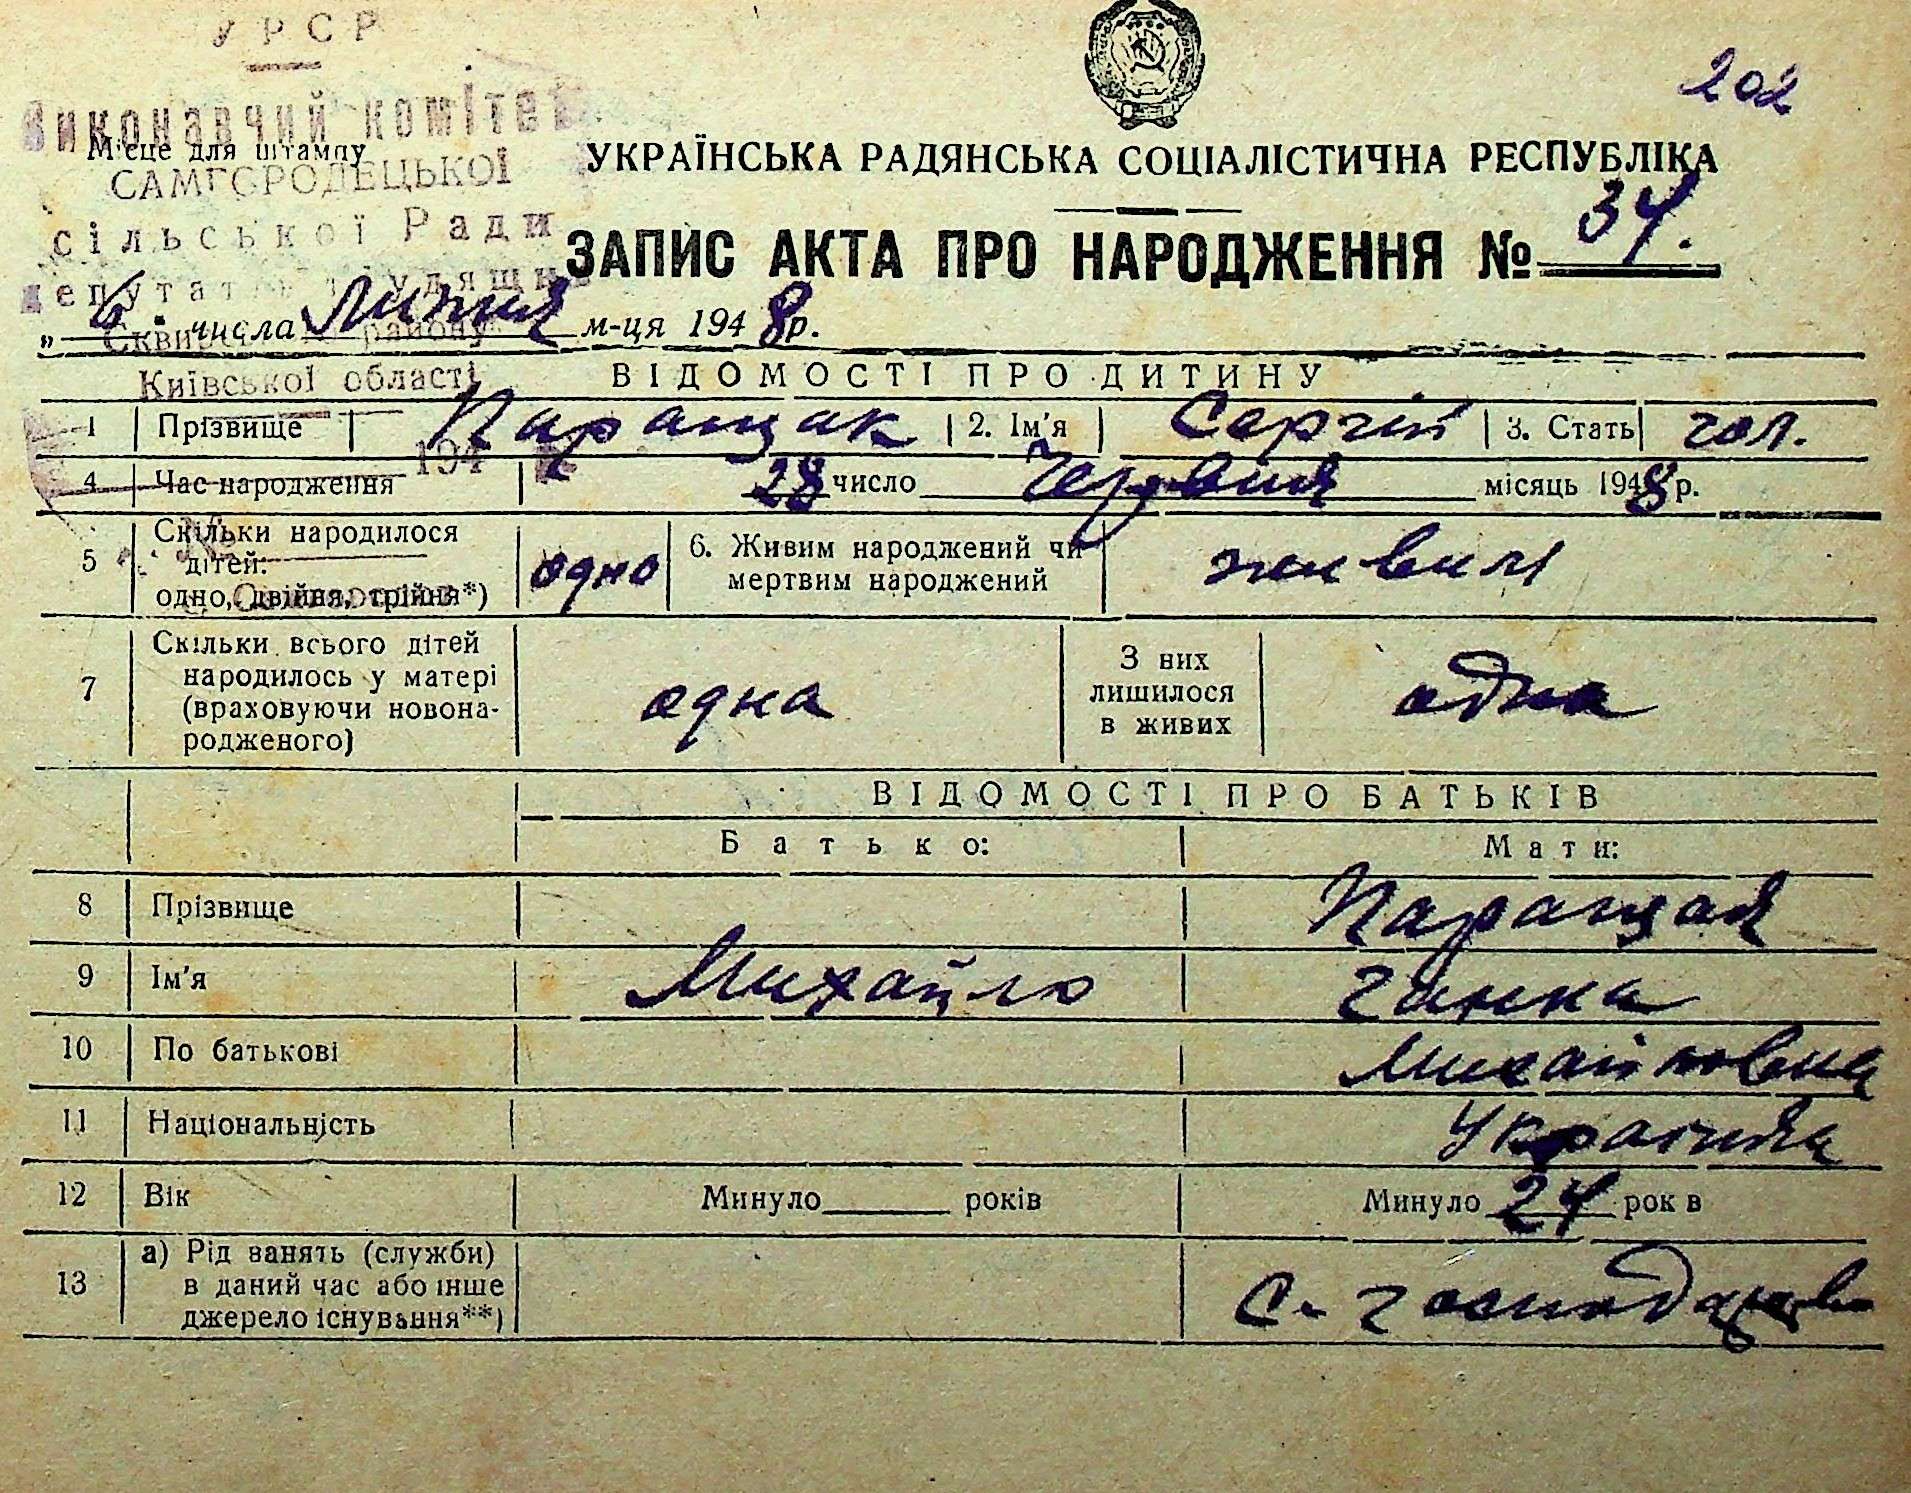 УРСР
202
Виконавчий комітет
Місце для штампу
УКРАЇНСЬКА РАДЯНСЬКА СОЦІАЛІСТИЧНА РЕСПУБЛІКА
САМГОРОДЕЦЬКОЇ
сільської Ради
ЗАПИС АКТА ПРО НАРОДЖЕННЯ № 34.
„ 6 " числа Липня м-ця 1948 р.
району
Київської області
ВІДОМОСТІ ПРО ДИТИНУ
1 Прізвище Паращак 2. Ім'я Сергій 3. Стать чол.
194
4 Час народження 28 число Червня місяць 1948 р.
5 Скільки народилося дітей: одно, двійня, трійня*) одно 6. Живим народжений чи мертвим народжений живим
7 Скільки всього дітей народилось у матері (враховуючи новонародженого) одна З них лишилося в живих одна
ВІДОМОСТІ ПРО БАТЬКІВ
Батько: Мати:
8 Прізвище Паращак
9 Ім'я Михайло Ганка
10 По батькові Михайловна
11 Національність Українка
12 Вік Минуло років Минуло 24 рок в
13 а) Рід занять (служби) в даний час або інше джерело існування**) С. господарство